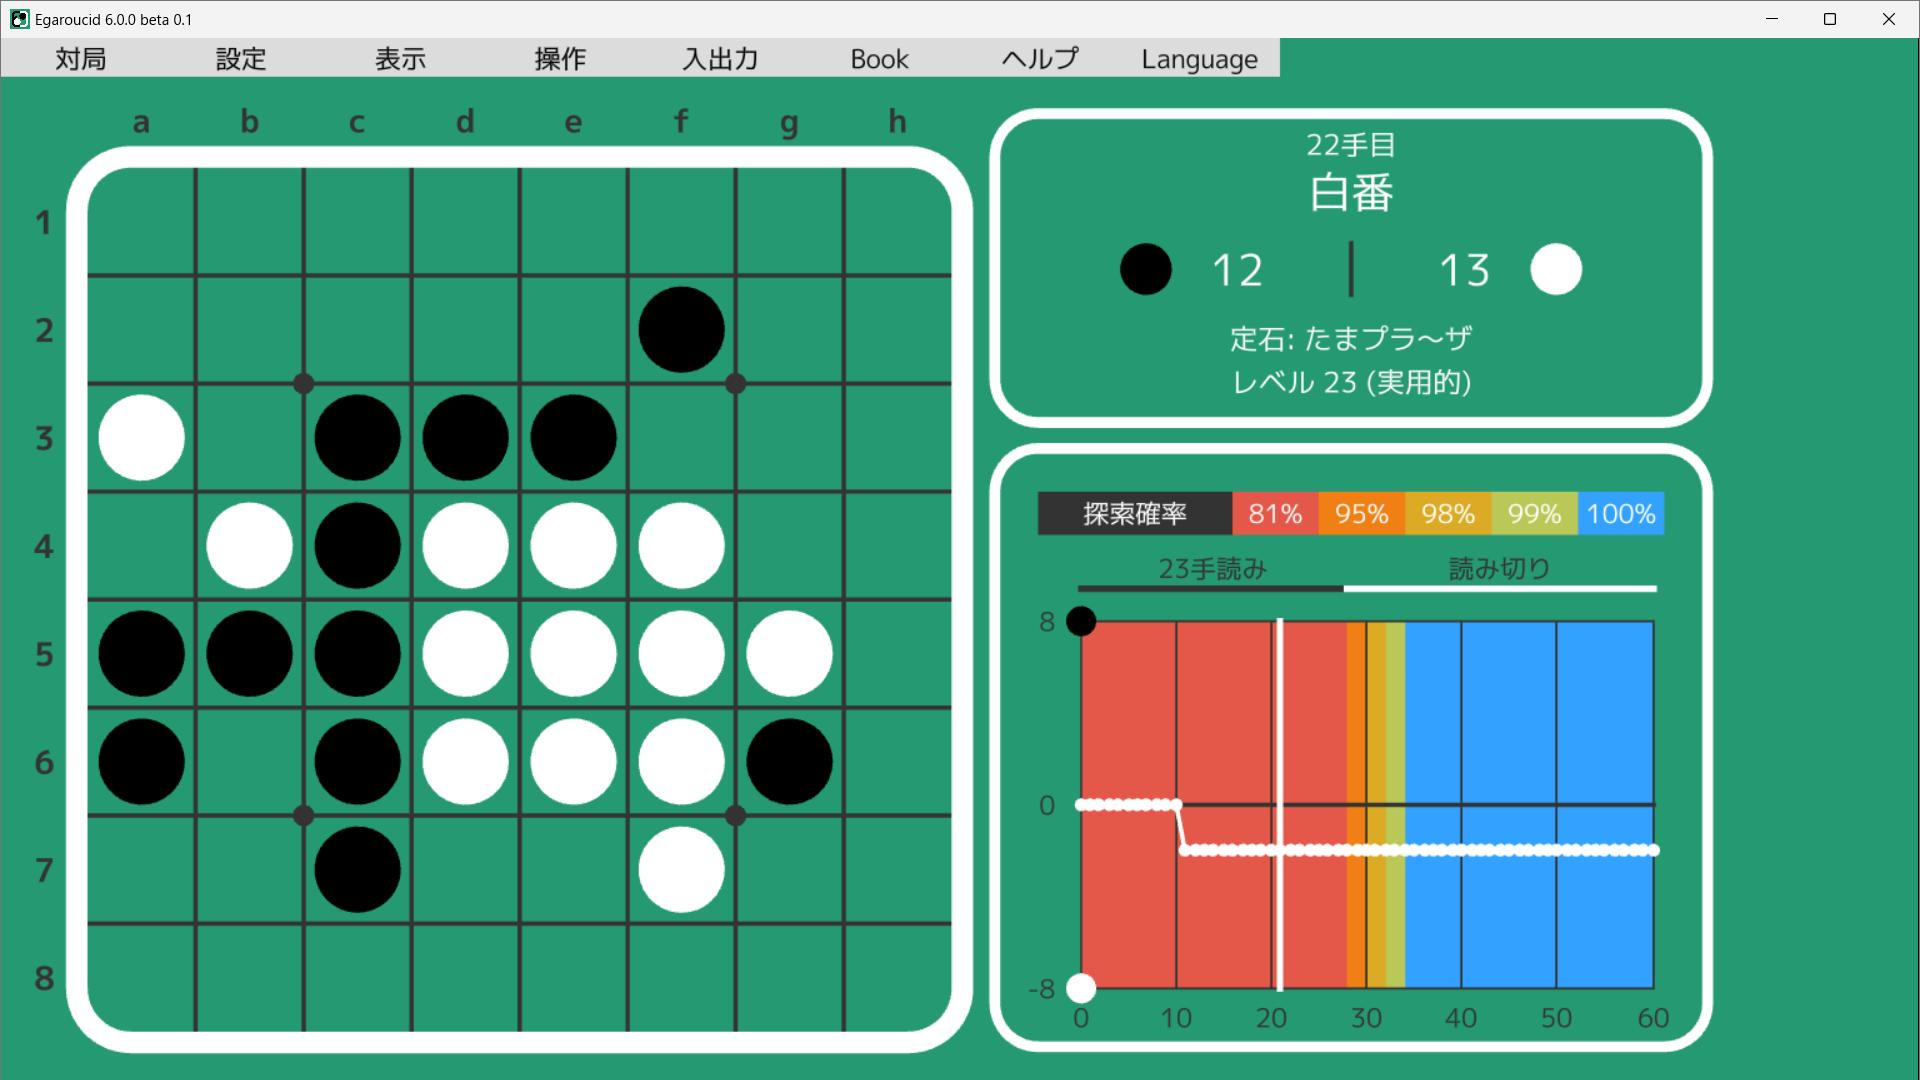 Egaroucid 6.0.0 beta 0.1
対局 設定 表示 操作 入出力 Book ヘルプ Language
a b c d e f g h
1
2
3
4
5
6
7
8
22手目
白番
12 13
定石: たまプラ～ザ
レベル 23 (実用的)
探索確率 81% 95% 98% 99% 100%
23手読み 読み切り
8
0
-8
0 10 20 30 40 50 60